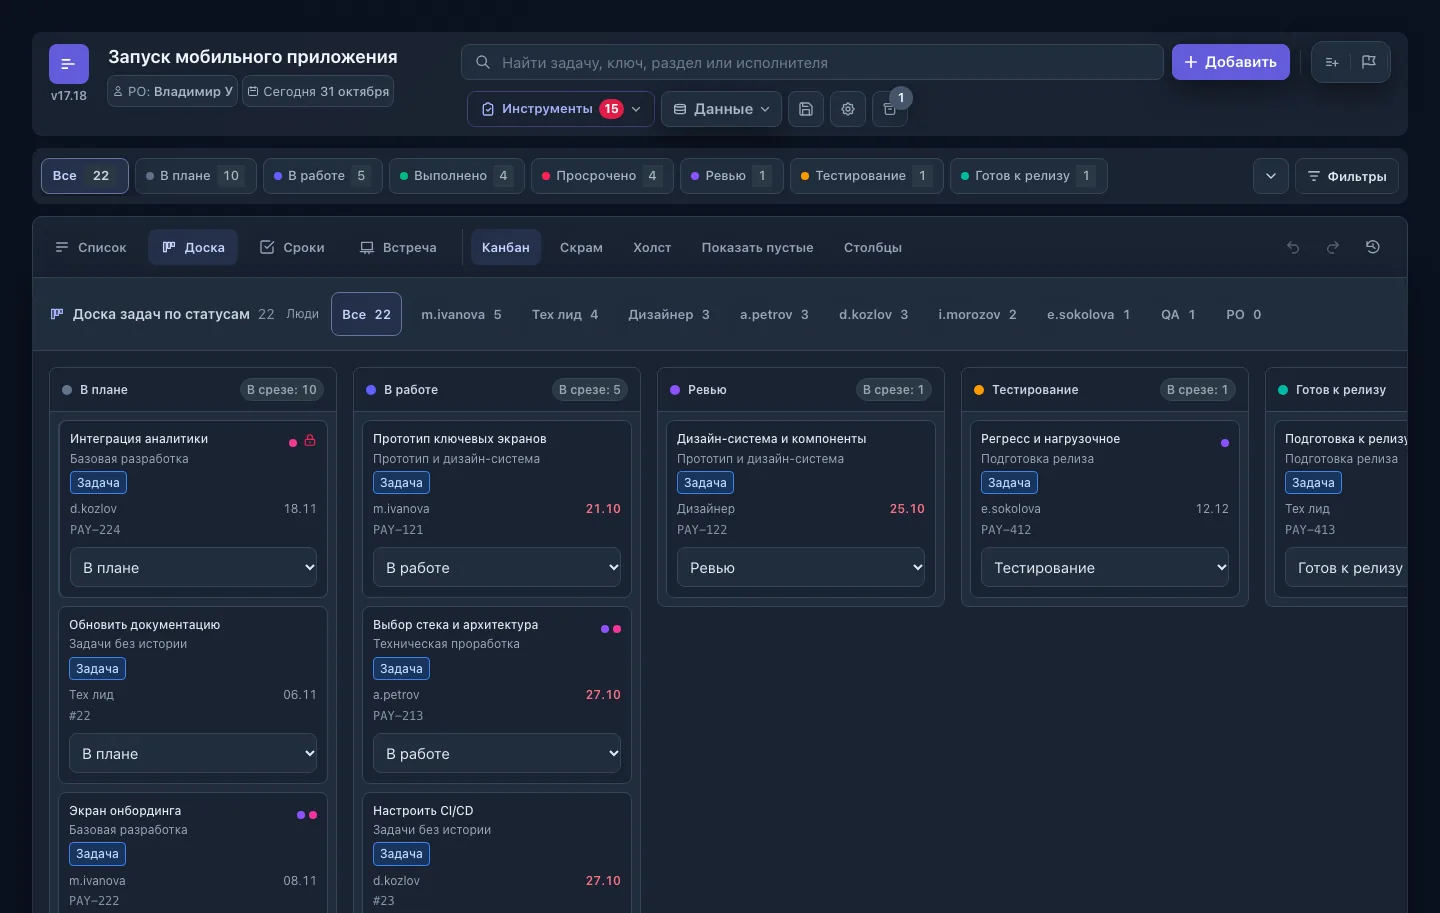 Запуск мобильного приложения
v17.18
PO: Владимир У
Сегодня 31 октября
Найти задачу, ключ, раздел или исполнителя
Добавить
Инструменты 15
Данные
1
Все 22
В плане 10
В работе 5
Выполнено 4
Просрочено 4
Ревью 1
Тестирование 1
Готов к релизу 1
Фильтры
Список
Доска
Сроки
Встреча
Канбан
Скрам
Холст
Показать пустые
Столбцы
Доска задач по статусам 22
Люди
Все 22
m.ivanova 5
Тех лид 4
Дизайнер 3
a.petrov 3
d.kozlov 3
i.morozov 2
e.sokolova 1
QA 1
PO 0
В плане
В срезе: 10
Интеграция аналитики
Базовая разработка
Задача
d.kozlov 18.11
PAY-224
В плане
Обновить документацию
Задачи без истории
Задача
Тех лид 06.11
#22
В плане
Экран онбординга
Базовая разработка
Задача
m.ivanova 08.11
PAY-222
В работе
В срезе: 5
Прототип ключевых экранов
Прототип и дизайн-система
Задача
m.ivanova 21.10
PAY-121
В работе
Выбор стека и архитектура
Техническая проработка
Задача
a.petrov 27.10
PAY-213
В работе
Настроить CI/CD
Задачи без истории
Задача
d.kozlov 27.10
#23
Ревью
В срезе: 1
Дизайн-система и компоненты
Прототип и дизайн-система
Задача
Дизайнер 25.10
PAY-122
Ревью
Тестирование
В срезе: 1
Регресс и нагрузочное
Подготовка релиза
Задача
e.sokolova 12.12
PAY-412
Тестирование
Готов к релизу
Подготовка к релизу
Подготовка релиза
Задача
Тех лид
PAY-413
Готов к релизу